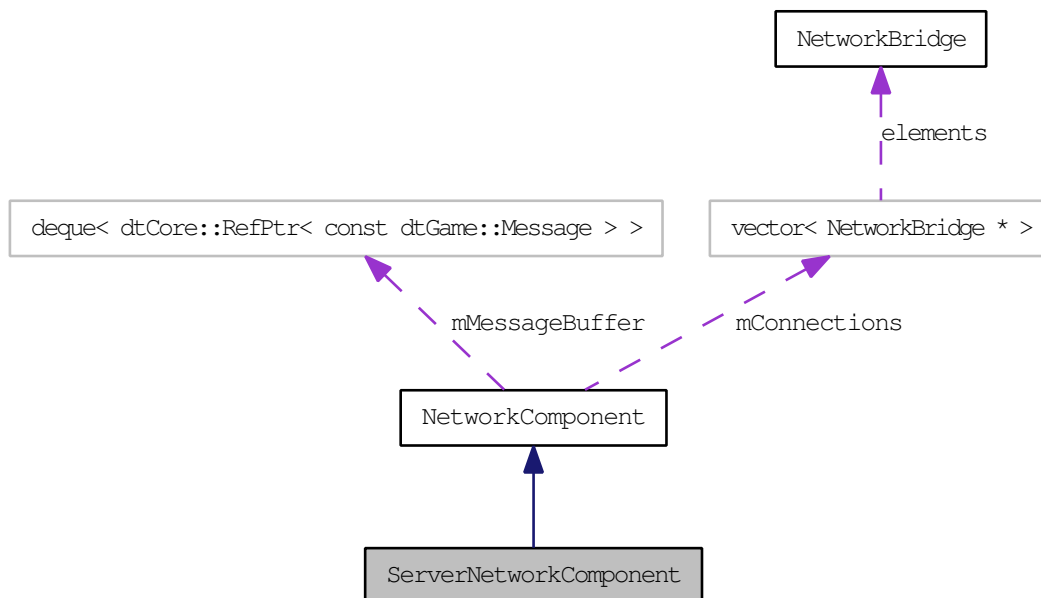 NetworkBridge
elements
deque< dtCore::RefPtr< const dtGame::Message > >
vector< NetworkBridge * >
mMessageBuffer
mConnections
NetworkComponent
ServerNetworkComponent